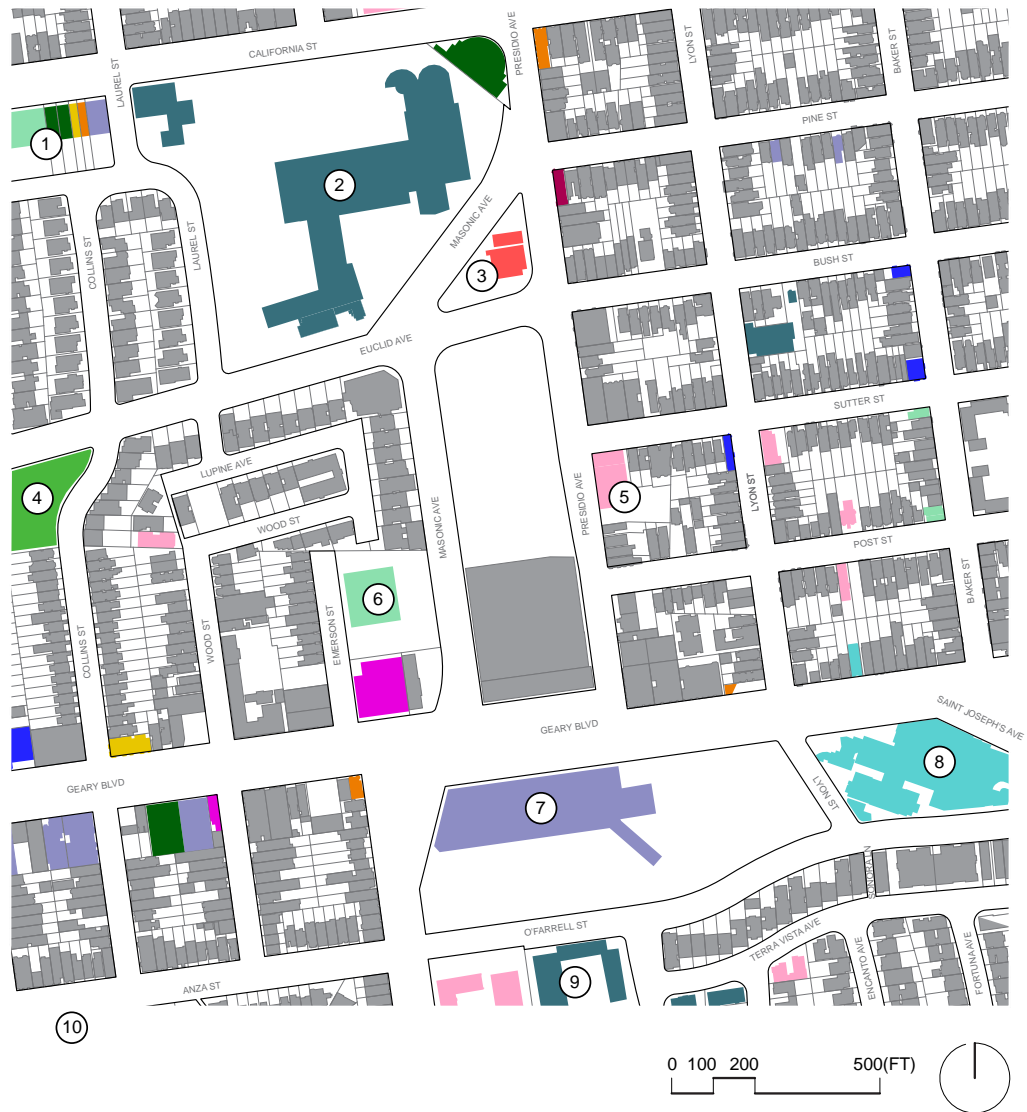 CALIFORNIA ST
PRESIDIO AVE
LYON ST
BAKER ST
LAUREL ST
PINE ST
1
2
MASONIC AVE
LAUREL ST
COLLINS ST
BUSH ST
3
EUCLID AVE
SUTTER ST
LUPINE AVE
4
5
LYON ST
PRESIDIO AVE
WOOD ST
MASONIC AVE
POST ST
BAKER ST
6
EMERSON ST
WOOD ST
COLLINS ST
SAINT JOSEPH'S AVE
GEARY BLVD
8
GEARY BLVD
LYON ST
7
SONORA LN
O'FARRELL ST
TERRA VISTA AVE
ENCANTO AVE
FORTUNA AVE
9
ANZA ST
10
0 100 200 500(FT)